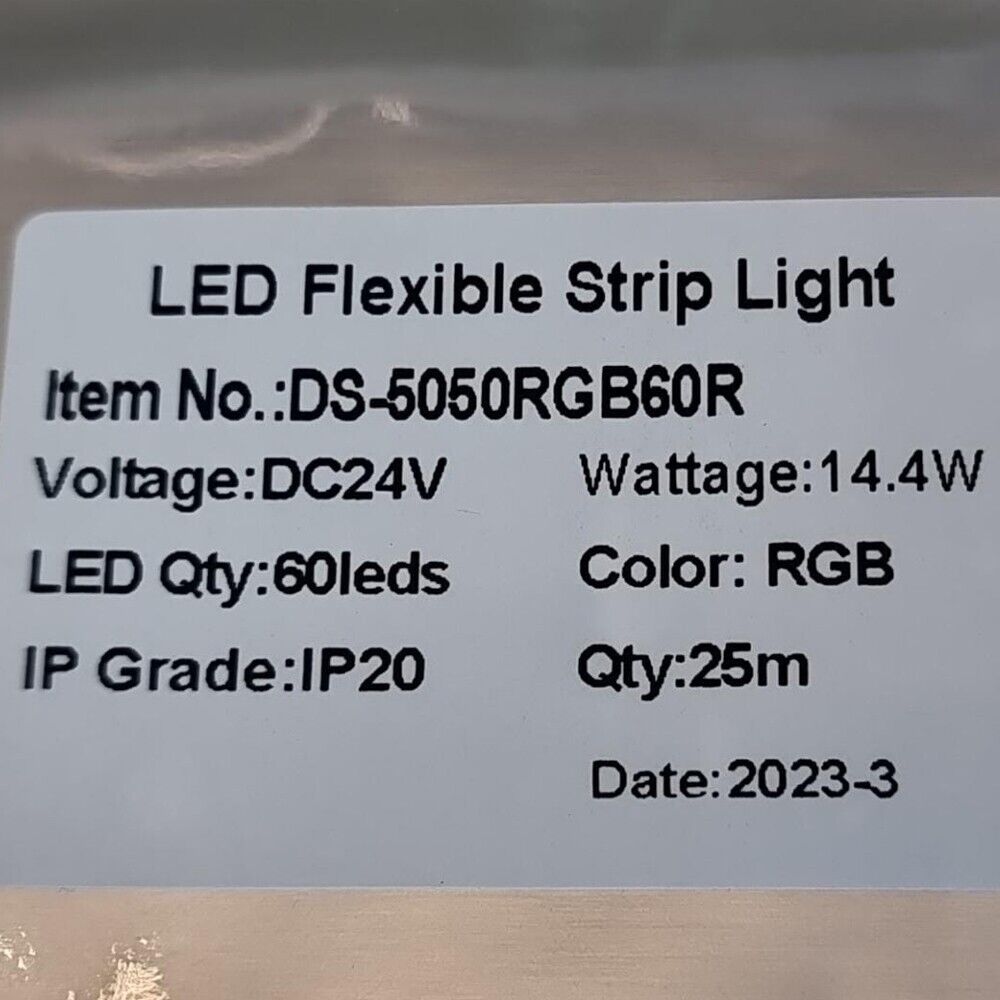 LED Flexible Strip Light
Item No.:DS-5050RGB60R
Voltage:DC24V Wattage:14.4W
LED Qty:60leds Color: RGB
IP Grade:IP20 Qty:25m
Date:2023-3